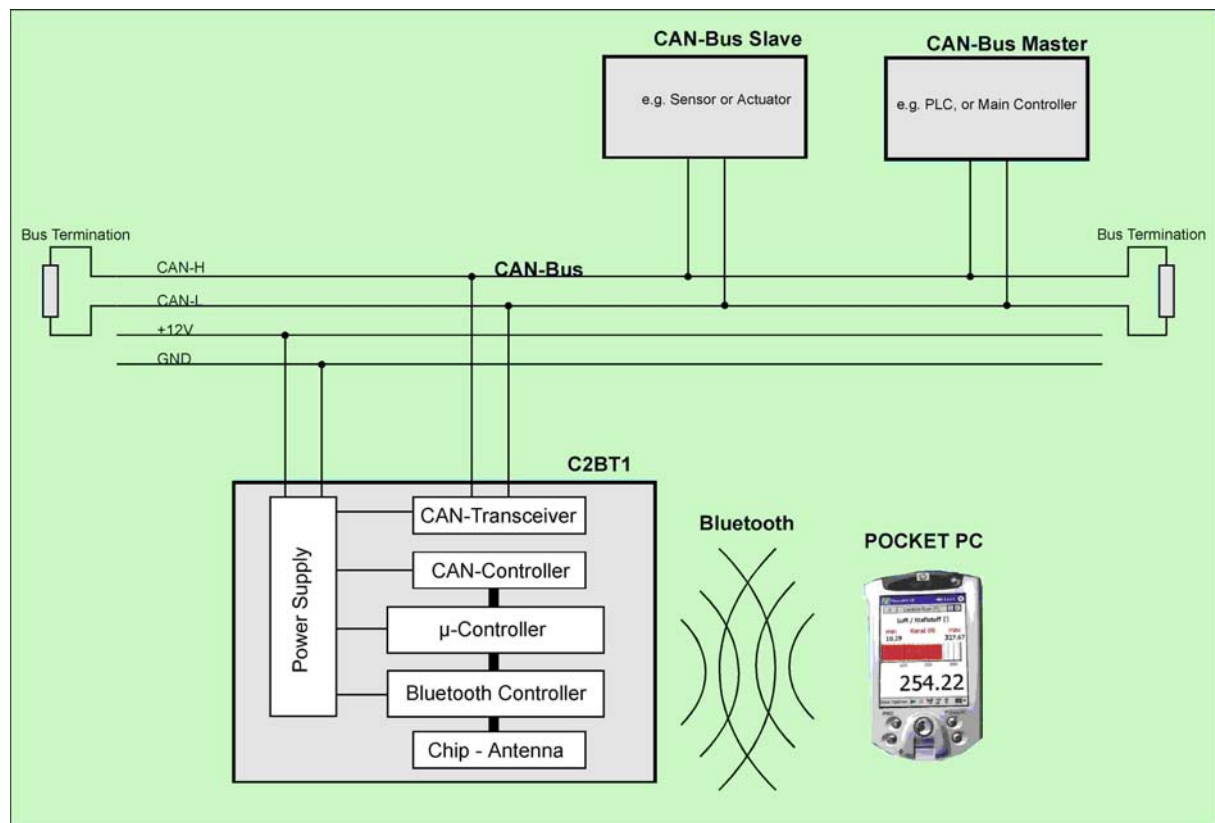 CAN-Bus Slave
CAN-Bus Master
e.g. Sensor or Actuator
e.g. PLC, or Main Controller
Bus Termination
Bus Termination
CAN-H
CAN-Bus
CAN-L
+12V
GND
C2BT1
Power Supply
CAN-Transceiver
CAN-Controller
µ-Controller
Bluetooth Controller
Chip - Antenna
Bluetooth
POCKET PC
254.22